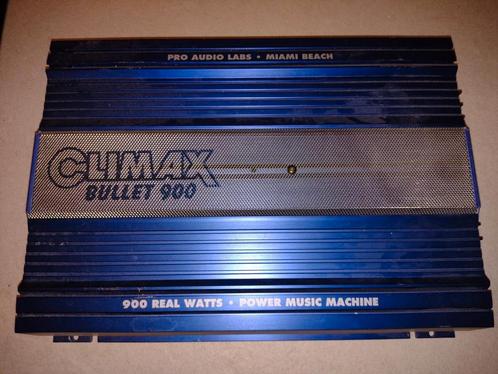 PRO AUDIO LABS • MIAMI BEACH
CLIMAX
BULLET 900
900 REAL WATTS • POWER MUSIC MACHINE